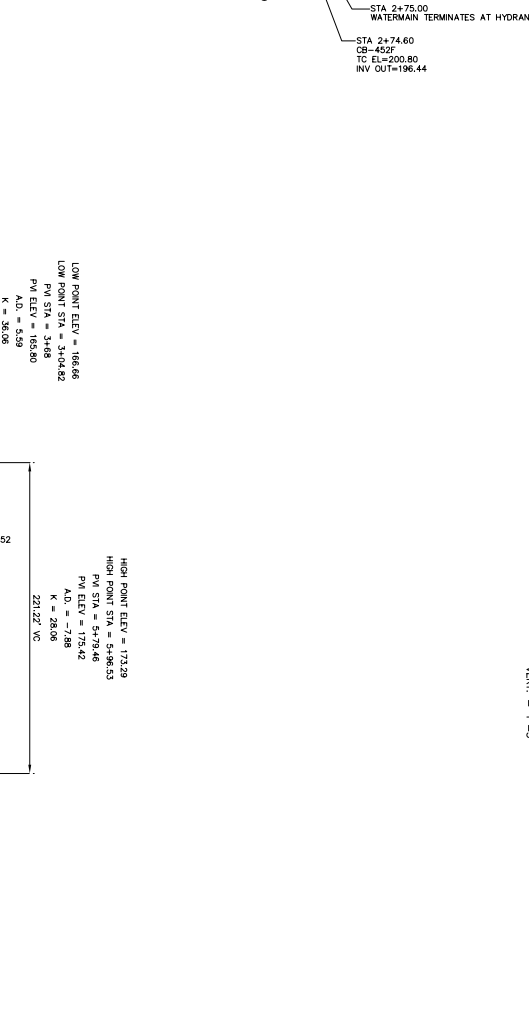 STA 2+75.00
WATERMAIN TERMINATES AT HYDRAN
STA 2+74.60
CB-452F
TC EL=200.80
INV OUT=196.44
LOW POINT ELEV = 166.66
LOW POINT STA = 3+04.82
PVI STA = 3+68
PVI ELEV = 165.80
A.D. = 5.59
K = 36.06
52
HIGH POINT ELEV = 173.29
HIGH POINT STA = 5+96.53
PVI STA = 5+79.46
PVI ELEV = 175.42
A.D. = -7.88
K = 28.06
221.22' VC